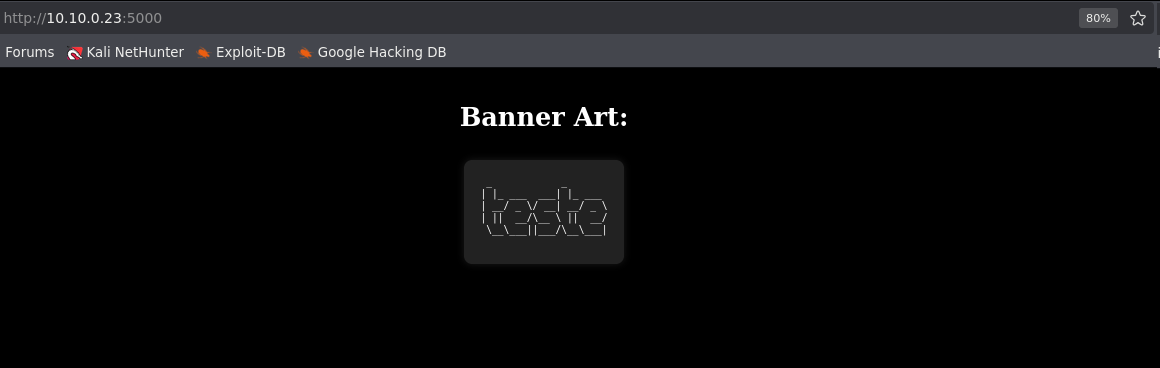 http://10.10.0.23:5000
80%
Forums Kali NetHunter Exploit-DB Google Hacking DB
Banner Art:
teste